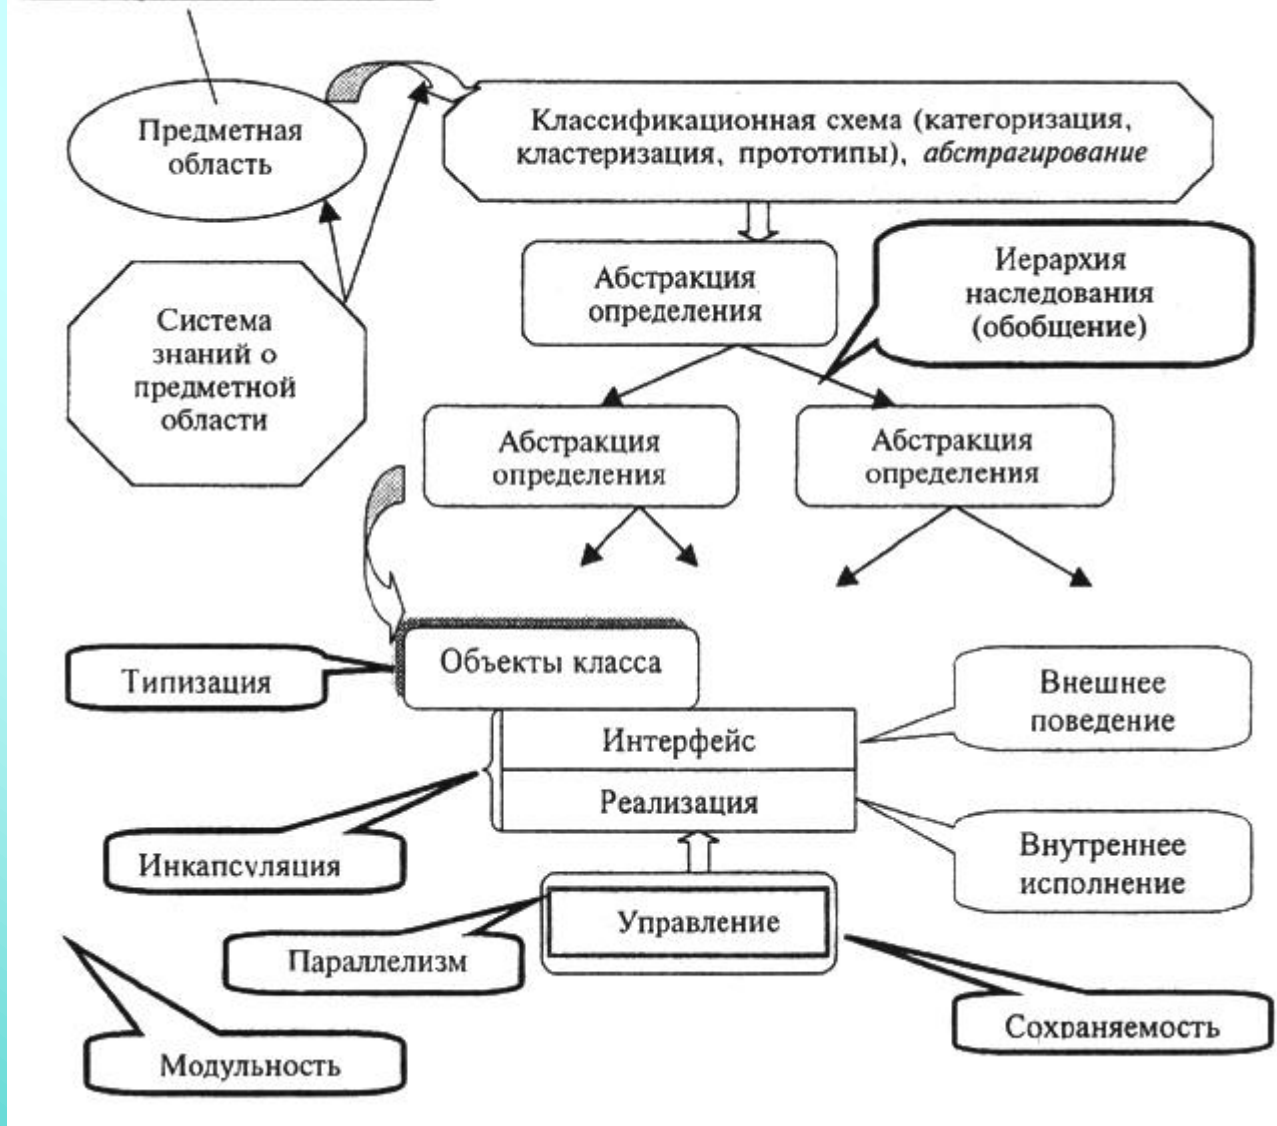 Предметная
область
Классификационная схема (категоризация,
кластеризация, прототипы), абстрагирование
Абстракция
определения
Иерархия
наследования
(обобщение)
Система
знаний о
предметной
области
Абстракция
определения
Абстракция
определения
Объекты класса
Типизация
Внешнее
поведение
Интерфейс
Реализация
Инкапсуляция
Внутреннее
исполнение
Управление
Параллелизм
Сохраняемость
Модульность